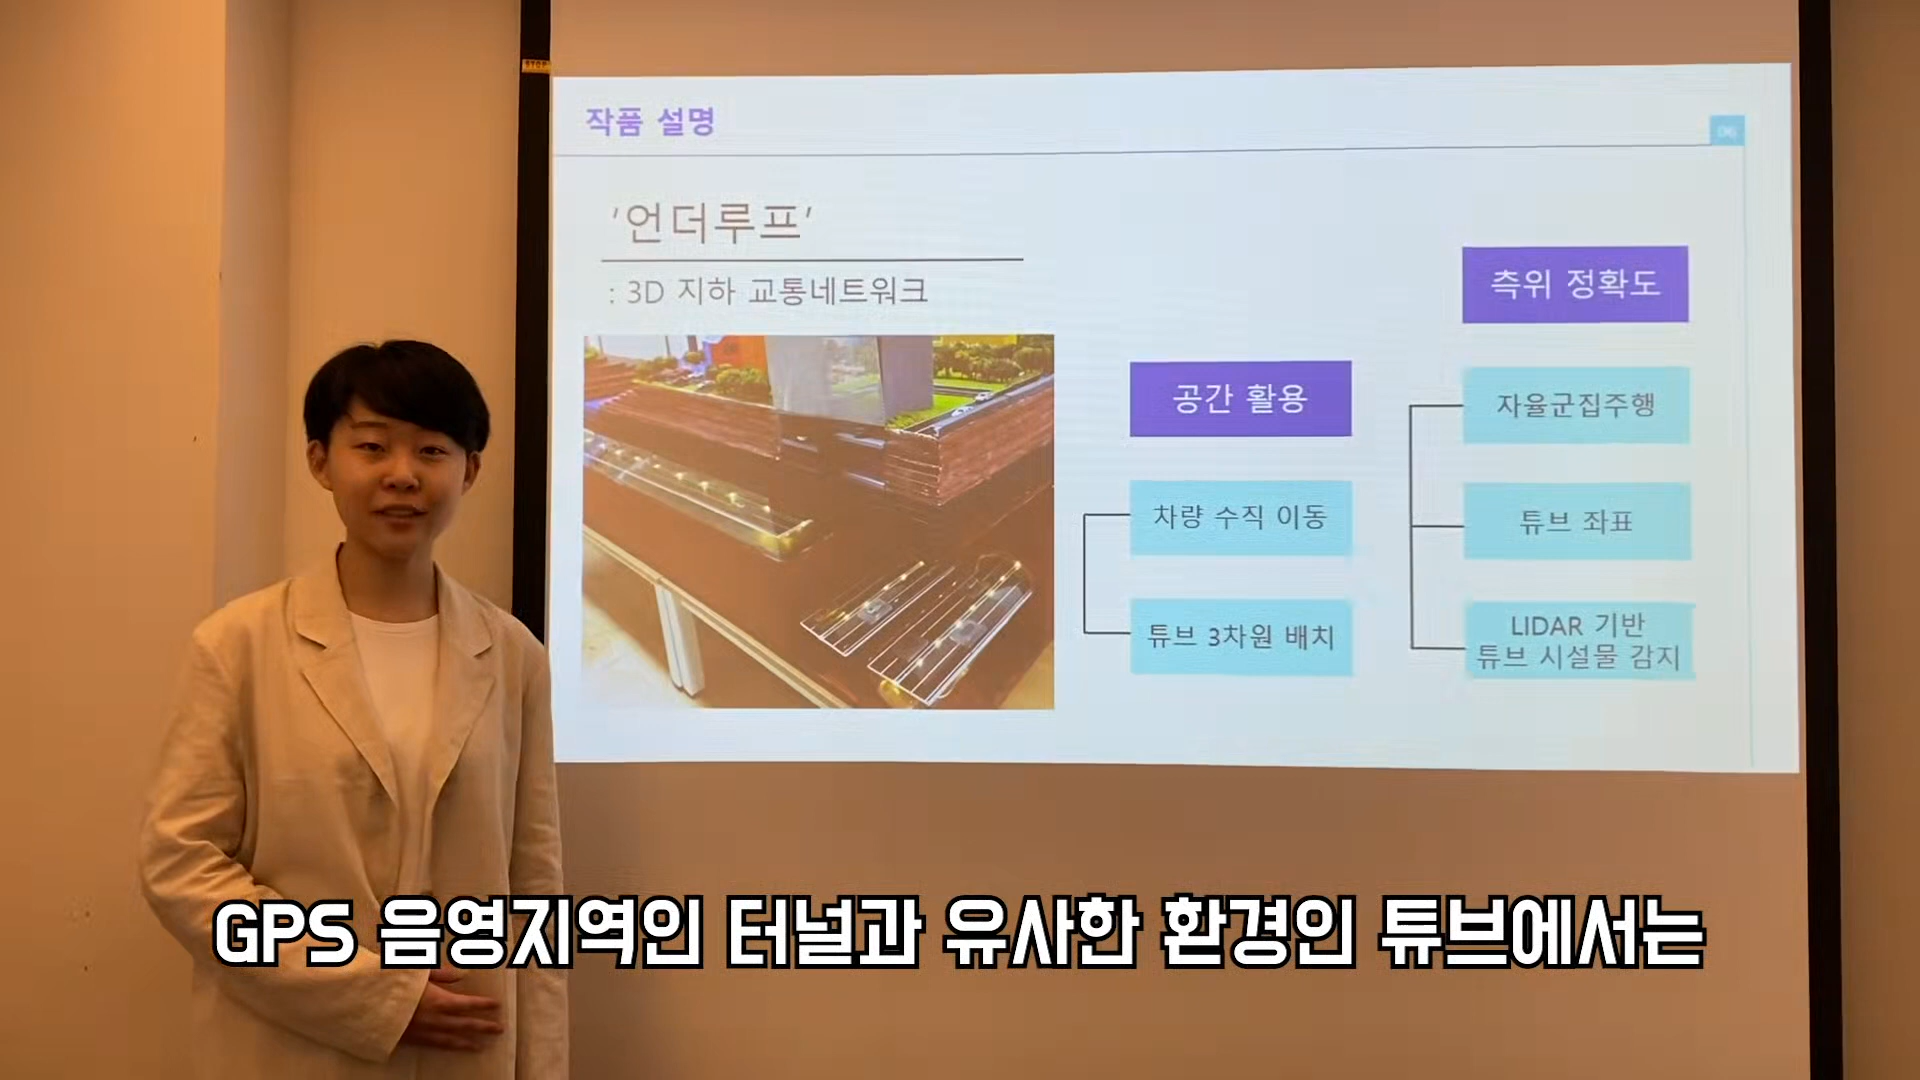 STOP
작품 설명
06
'언더루프'
: 3D 지하 교통네트워크
공간 활용
차량 수직 이동
튜브 3차원 배치
측위 정확도
자율군집주행
튜브 좌표
LIDAR 기반
튜브 시설물 감지
GPS 음영지역인 터널과 유사한 환경인 튜브에서는